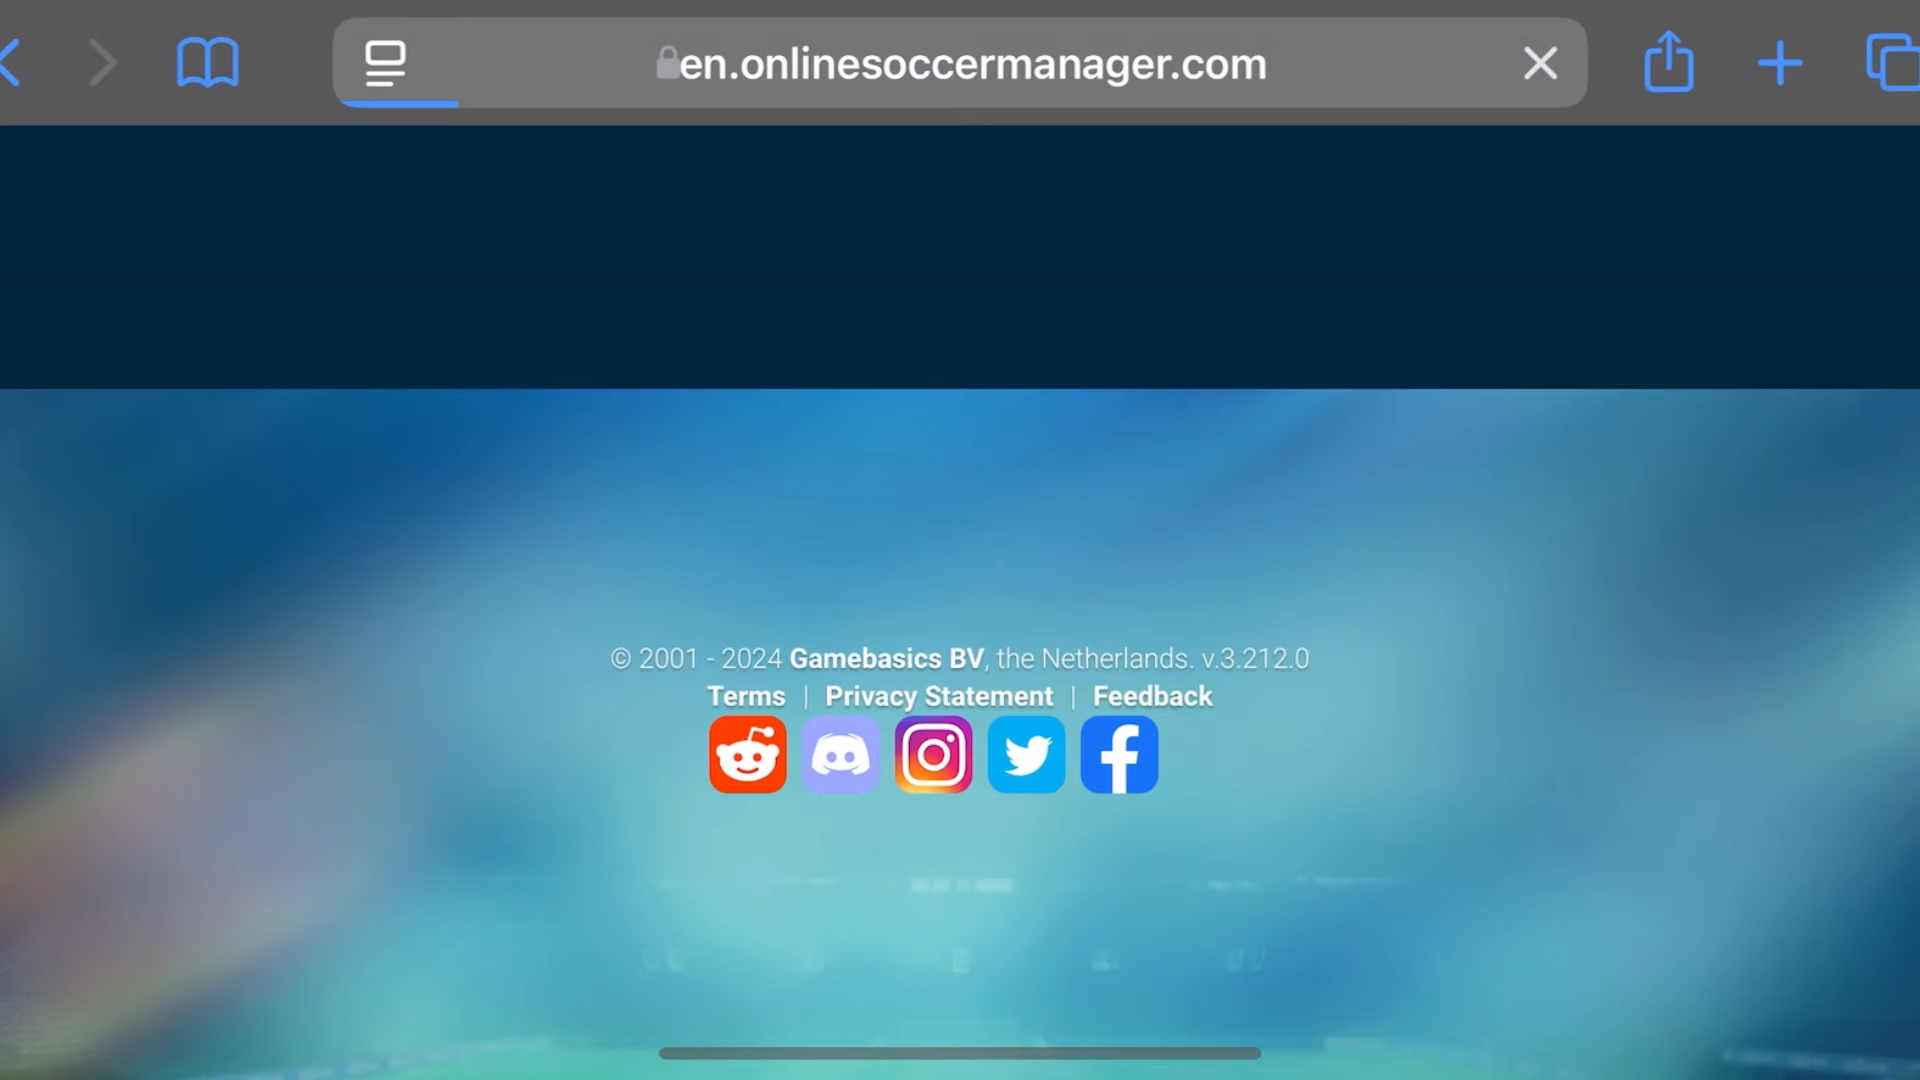 en.onlinesoccermanager.com
© 2001 - 2024 Gamebasics BV, the Netherlands. v.3.212.0
Terms | Privacy Statement | Feedback